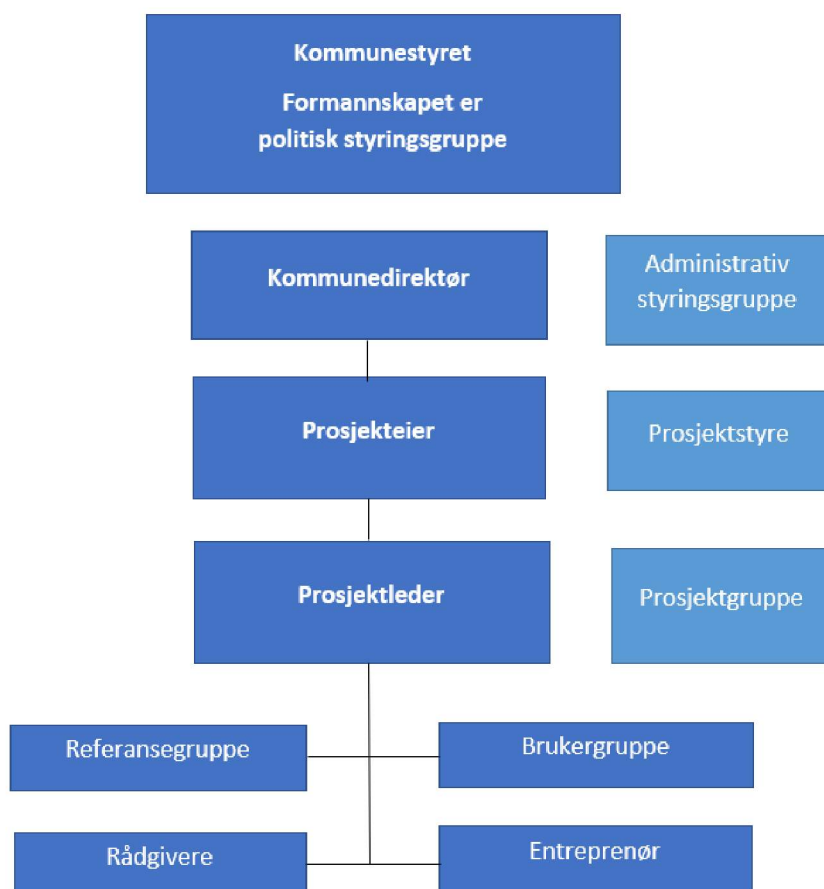 Kommunestyret
Formannskapet er
politisk styringsgruppe
Kommunedirektør
Administrativ
styringsgruppe
Prosjekteier
Prosjektstyre
Prosjektleder
Prosjektgruppe
Referansegruppe
Brukergruppe
Rådgivere
Entreprenør